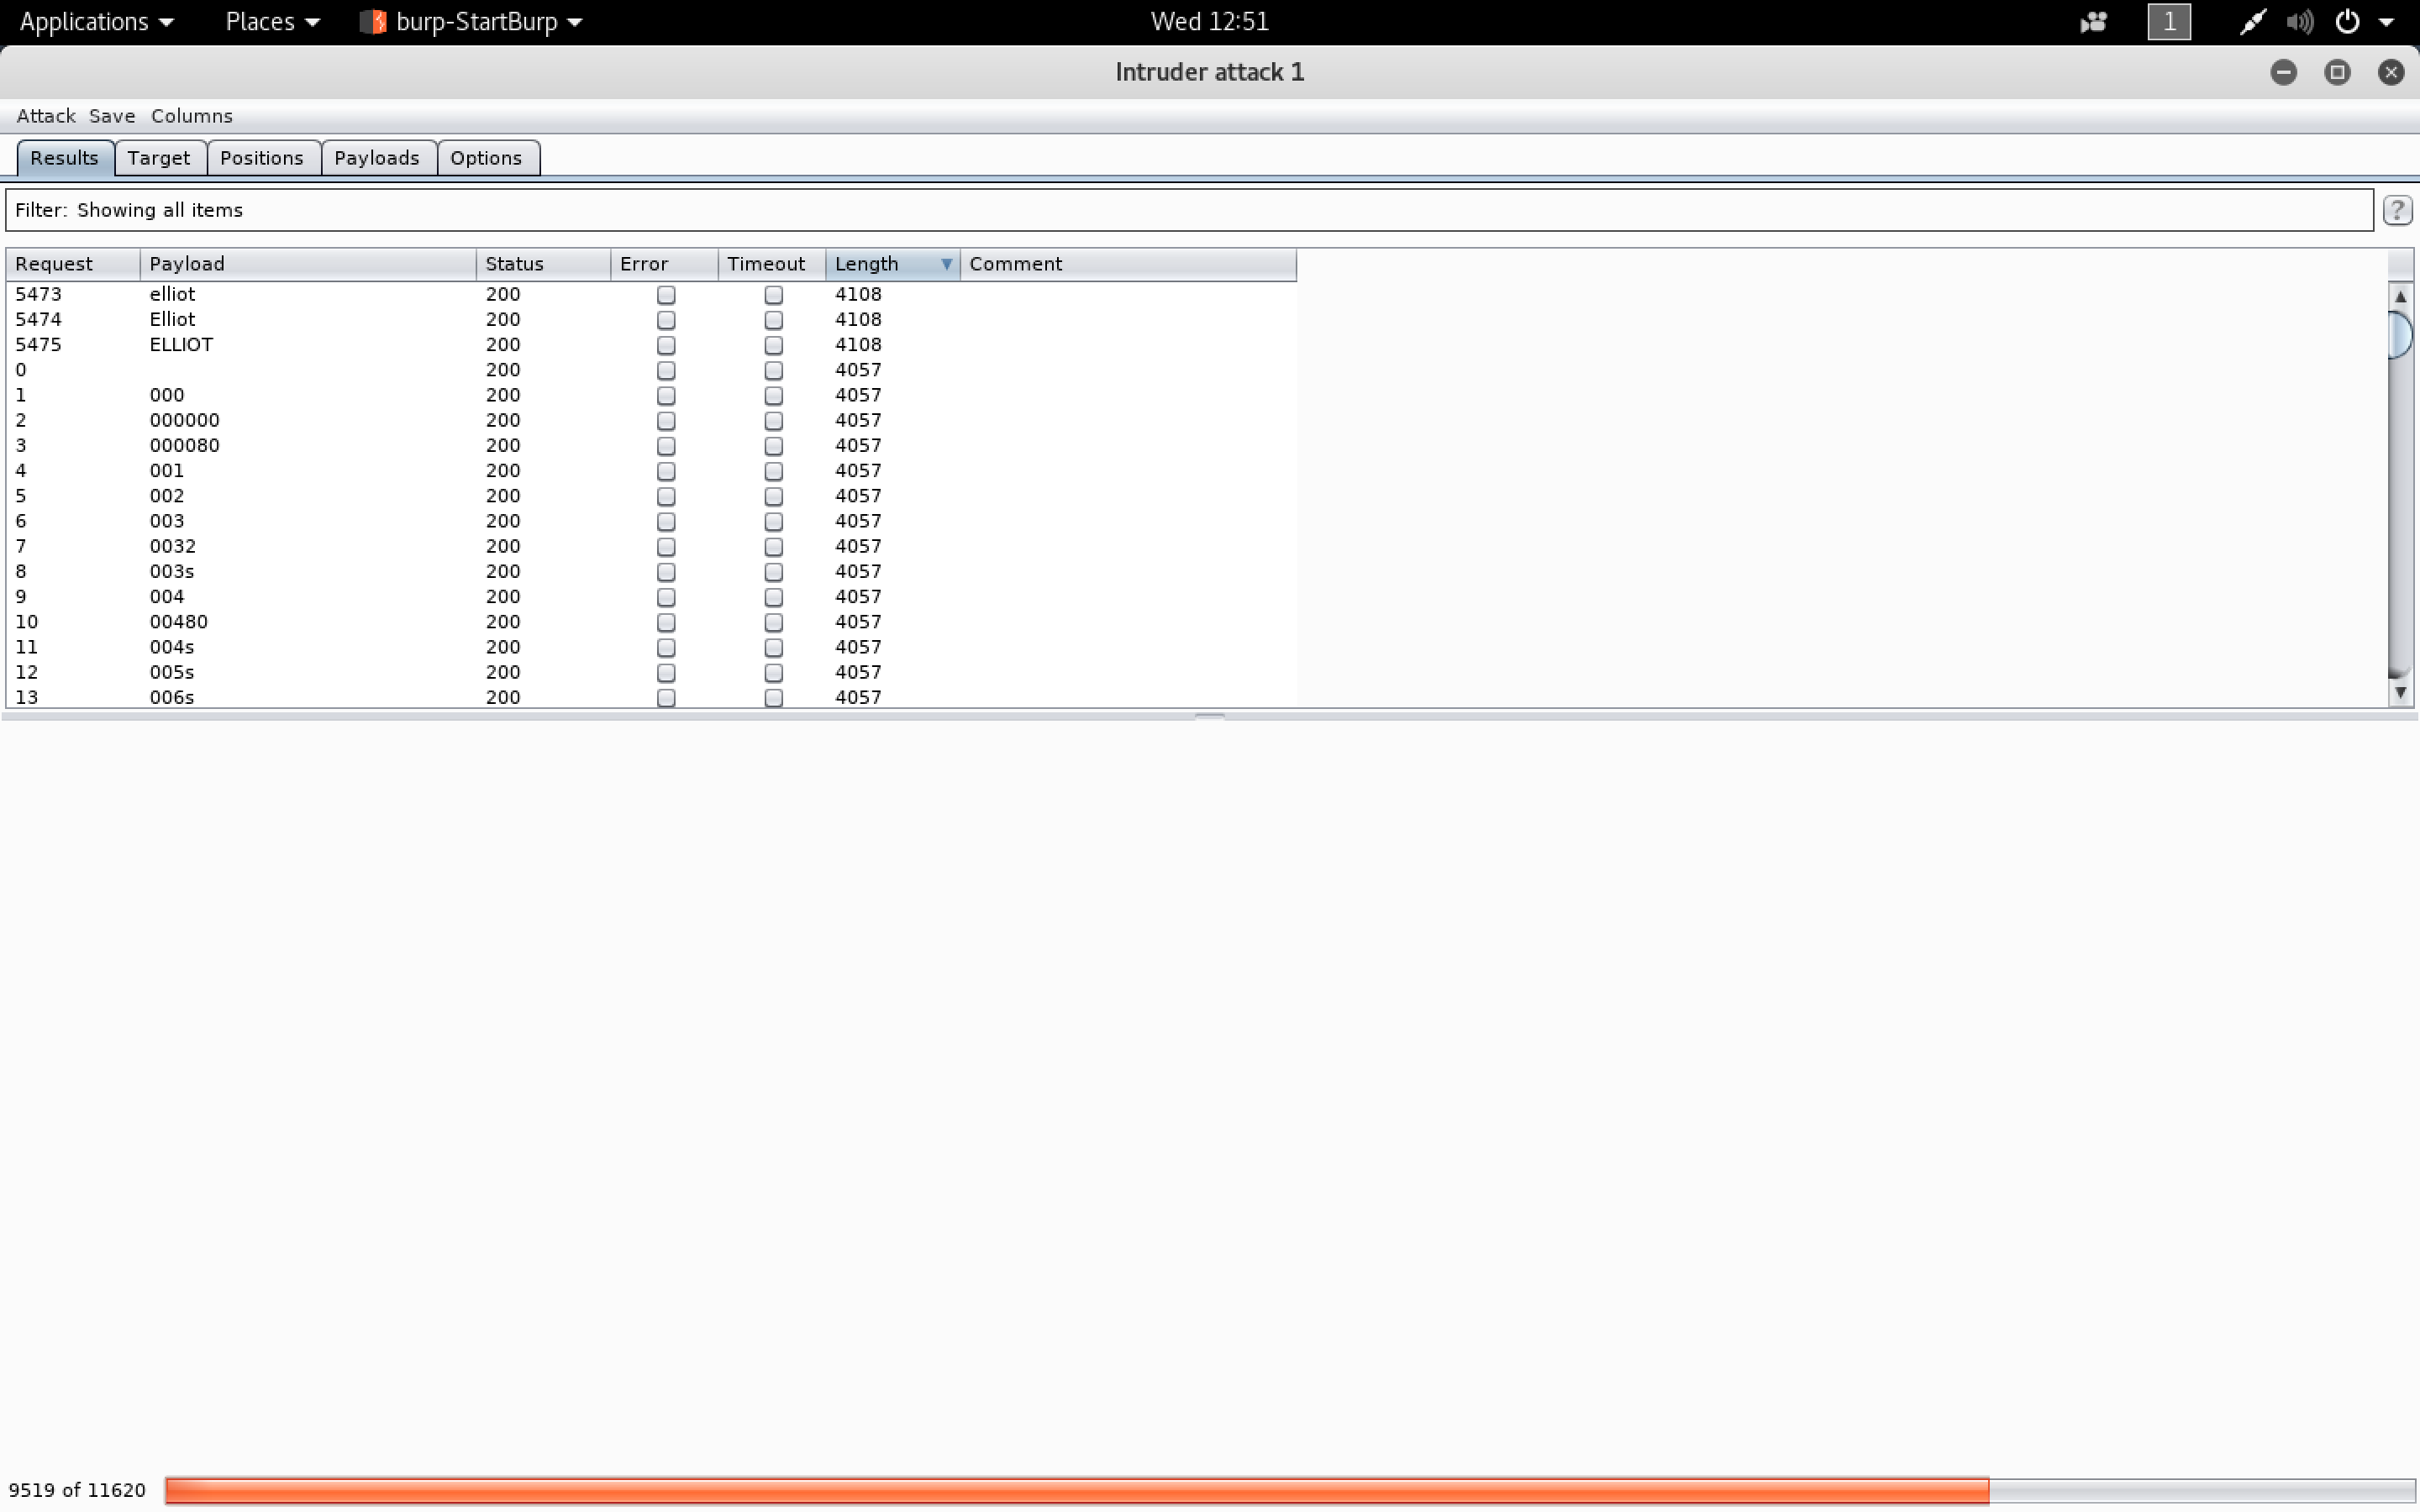 Applications Places burp-StartBurp Wed 12:51 1
Intruder attack 1
Attack Save Columns
Results Target Positions Payloads Options
Filter: Showing all items ?
Request Payload Status Error Timeout Length Comment
5473 elliot 200 4108
5474 Elliot 200 4108
5475 ELLIOT 200 4108
0 200 4057
1 000 200 4057
2 000000 200 4057
3 000080 200 4057
4 001 200 4057
5 002 200 4057
6 003 200 4057
7 0032 200 4057
8 003s 200 4057
9 004 200 4057
10 00480 200 4057
11 004s 200 4057
12 005s 200 4057
13 006s 200 4057
9519 of 11620